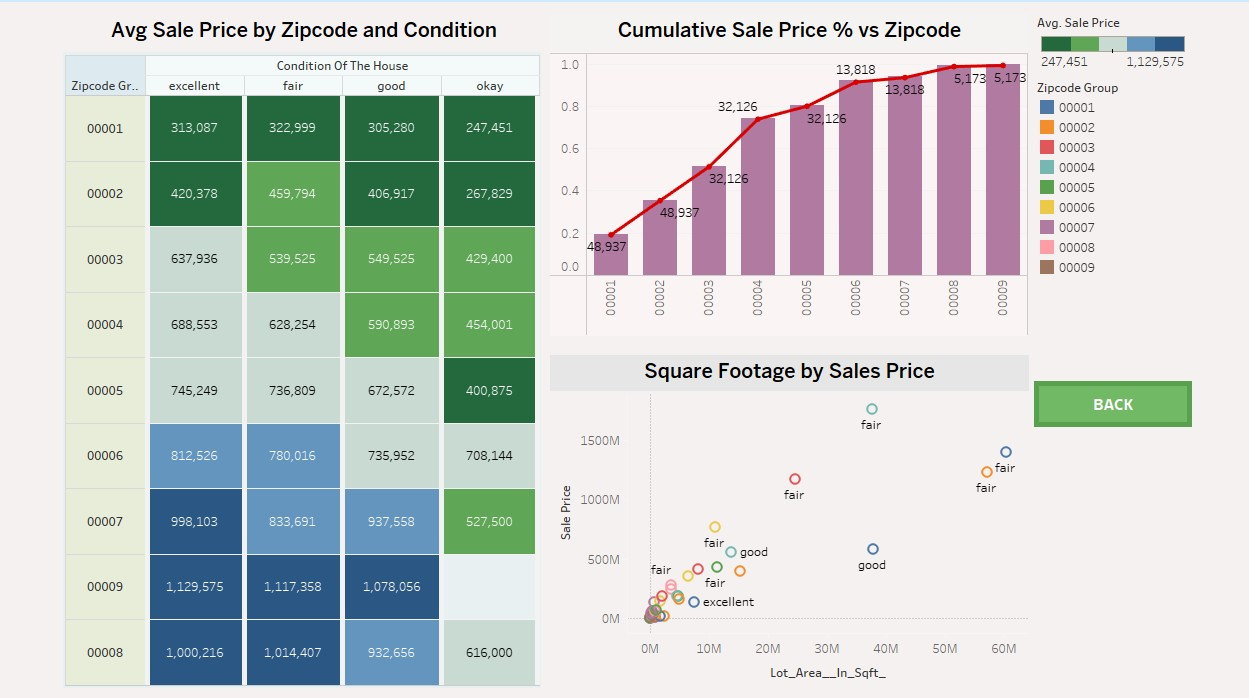 Avg Sale Price by Zipcode and Condition
Condition Of The House
Zipcode Gr.. excellent fair good okay
00001 313,087 322,999 305,280 247,451
00002 420,378 459,794 406,917 267,829
00003 637,936 539,525 549,525 429,400
00004 688,553 628,254 590,893 454,001
00005 745,249 736,809 672,572 400,875
00006 812,526 780,016 735,952 708,144
00007 998,103 833,691 937,558 527,500
00009 1,129,575 1,117,358 1,078,056
00008 1,000,216 1,014,407 932,656 616,000
Cumulative Sale Price % vs Zipcode
1.0
0.8
0.6
0.4
0.2
0.0
48,937
48,937
32,126
32,126
32,126
13,818
13,818
5,173
5,173
00001 00002 00003 00004 00005 00006 00007 00008 00009
Square Footage by Sales Price
Sale Price
1500M
1000M
500M
0M
fair
fair
fair
fair
fair
good
good
fair
fair
excellent
0M 10M 20M 30M 40M 50M 60M
Lot_Area__In_Sqft_
Avg. Sale Price
247,451 1,129,575
Zipcode Group
00001
00002
00003
00004
00005
00006
00007
00008
00009
BACK